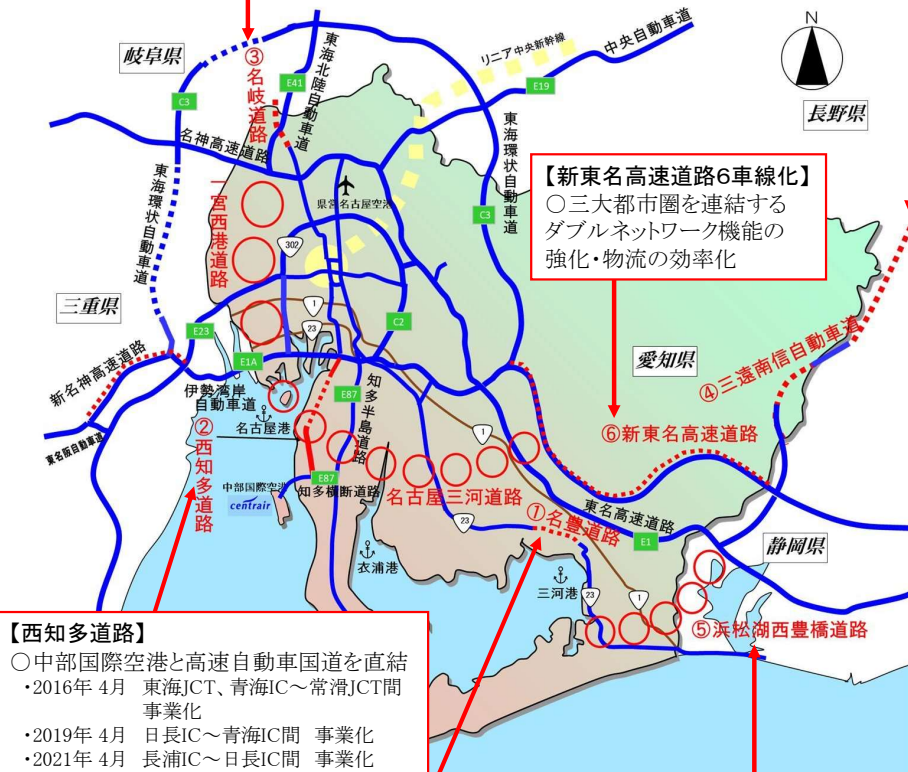 岐阜県
③名岐道路
東海北陸自動車道
E41
リニア中央新幹線
中央自動車道
E19
N
長野県
C3
名神高速道路
東海環状自動車道
東海環状自動車道
C3
一宮西港道路
県営名古屋空港
302
【新東名高速道路6車線化】
○三大都市圏を連結する
ダブルネットワーク機能の
強化・物流の効率化
三重県
E23
1
23
C2
E1A
愛知県
④三遠南信自動車道
新名神高速道路
伊勢湾岸
自動車道
名古屋港
E87
知多半島道路
1
⑥新東名高速道路
東名阪自動車道
②西知多道路
E87
中部国際空港
centrair
知多横断道路
名古屋三河道路
東名高速道路
23
①名豊道路
E1
静岡県
衣浦港
三河港
23
1
⑤浜松湖西豊橋道路
【西知多道路】
○中部国際空港と高速自動車国道を直結
・2016年 4月 東海JCT、青海IC～常滑JCT間
事業化
・2019年 4月 日長IC～青海IC間 事業化
・2021年 4月 長浦IC～日長IC間 事業化